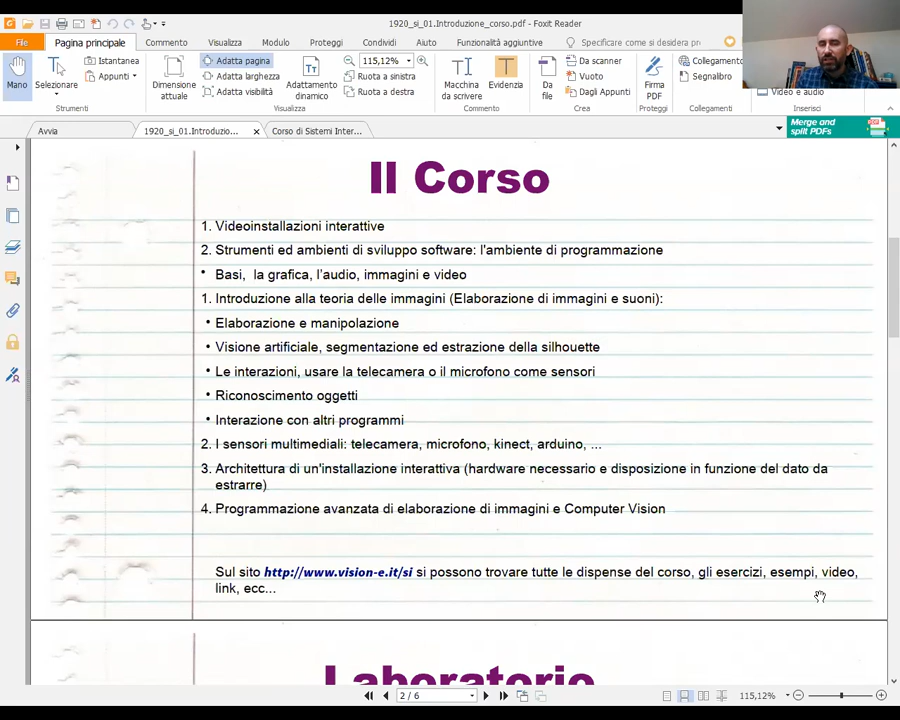 1920_si_01.Introduzione_corso.pdf - Foxit Reader
File Pagina principale Commento Visualizza Modulo Proteggi Condividi Aiuto Funzionalità aggiuntive Specificare come si desidera pr
Mano
Selezionare
Istantanea
Appunti
Strumenti
Dimensione attuale
Adatta pagina
Adatta larghezza
Adatta visibilità
Adattamento dinamico
115,12%
Ruota a sinistra
Ruota a destra
Visualizza
Macchina da scrivere
Evidenzia
Commento
Da file
Da scanner
Vuoto
Dagli Appunti
Crea
Firma PDF
Proteggi
Collegamento
Segnalibro
Collegamenti
Video e audio
Inserisci
Avvia
1920_si_01.Introduzio...
Corso di Sistemi Inter...
Merge and split PDFs
Il Corso
1. Videoinstallazioni interattive
2. Strumenti ed ambienti di sviluppo software: l'ambiente di programmazione
• Basi, la grafica, l'audio, immagini e video
1. Introduzione alla teoria delle immagini (Elaborazione di immagini e suoni):
• Elaborazione e manipolazione
• Visione artificiale, segmentazione ed estrazione della silhouette
• Le interazioni, usare la telecamera o il microfono come sensori
• Riconoscimento oggetti
• Interazione con altri programmi
2. I sensori multimediali: telecamera, microfono, kinect, arduino, ...
3. Architettura di un'installazione interattiva (hardware necessario e disposizione in funzione del dato da
estrarre)
4. Programmazione avanzata di elaborazione di immagini e Computer Vision
Sul sito http://www.vision-e.it/si si possono trovare tutte le dispense del corso, gli esercizi, esempi, video,
link, ecc...
Laboratorio
2 / 6
115,12%